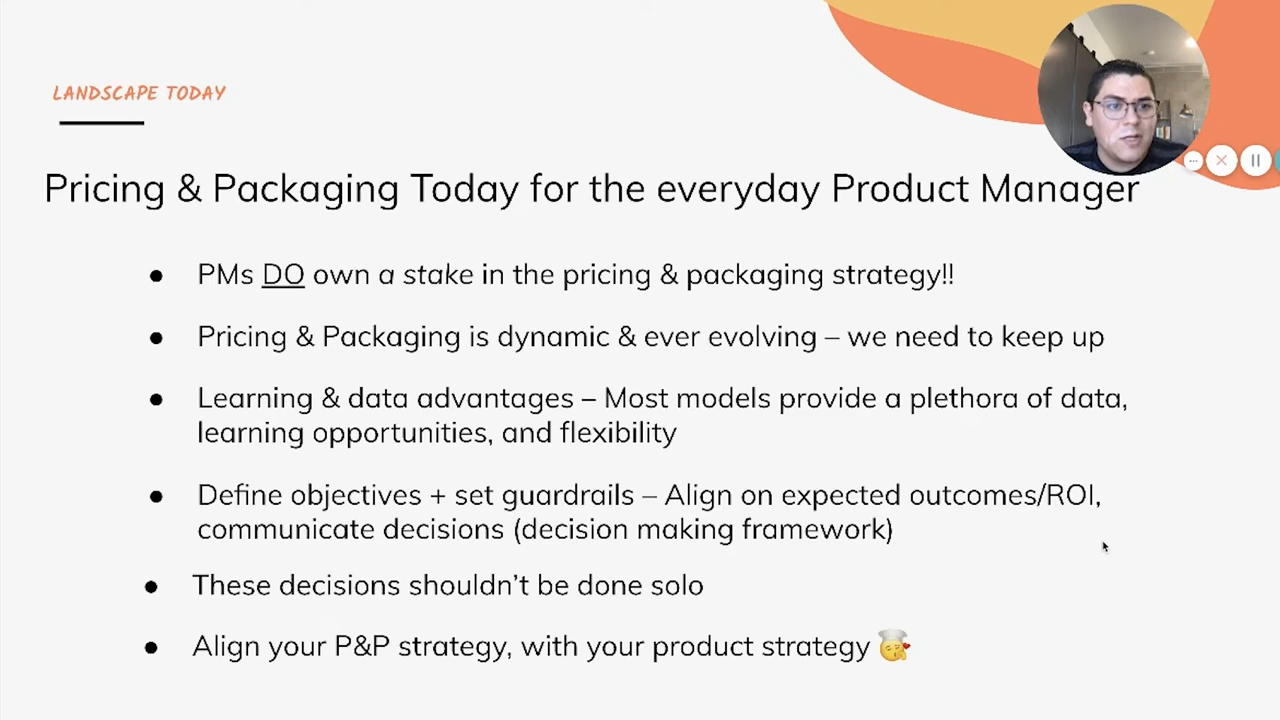 LANDSCAPE TODAY
Pricing & Packaging Today for the everyday Product Manager
● PMs DO own a stake in the pricing & packaging strategy!!
● Pricing & Packaging is dynamic & ever evolving – we need to keep up
● Learning & data advantages – Most models provide a plethora of data,
learning opportunities, and flexibility
● Define objectives + set guardrails – Align on expected outcomes/ROI,
communicate decisions (decision making framework)
● These decisions shouldn’t be done solo
● Align your P&P strategy, with your product strategy